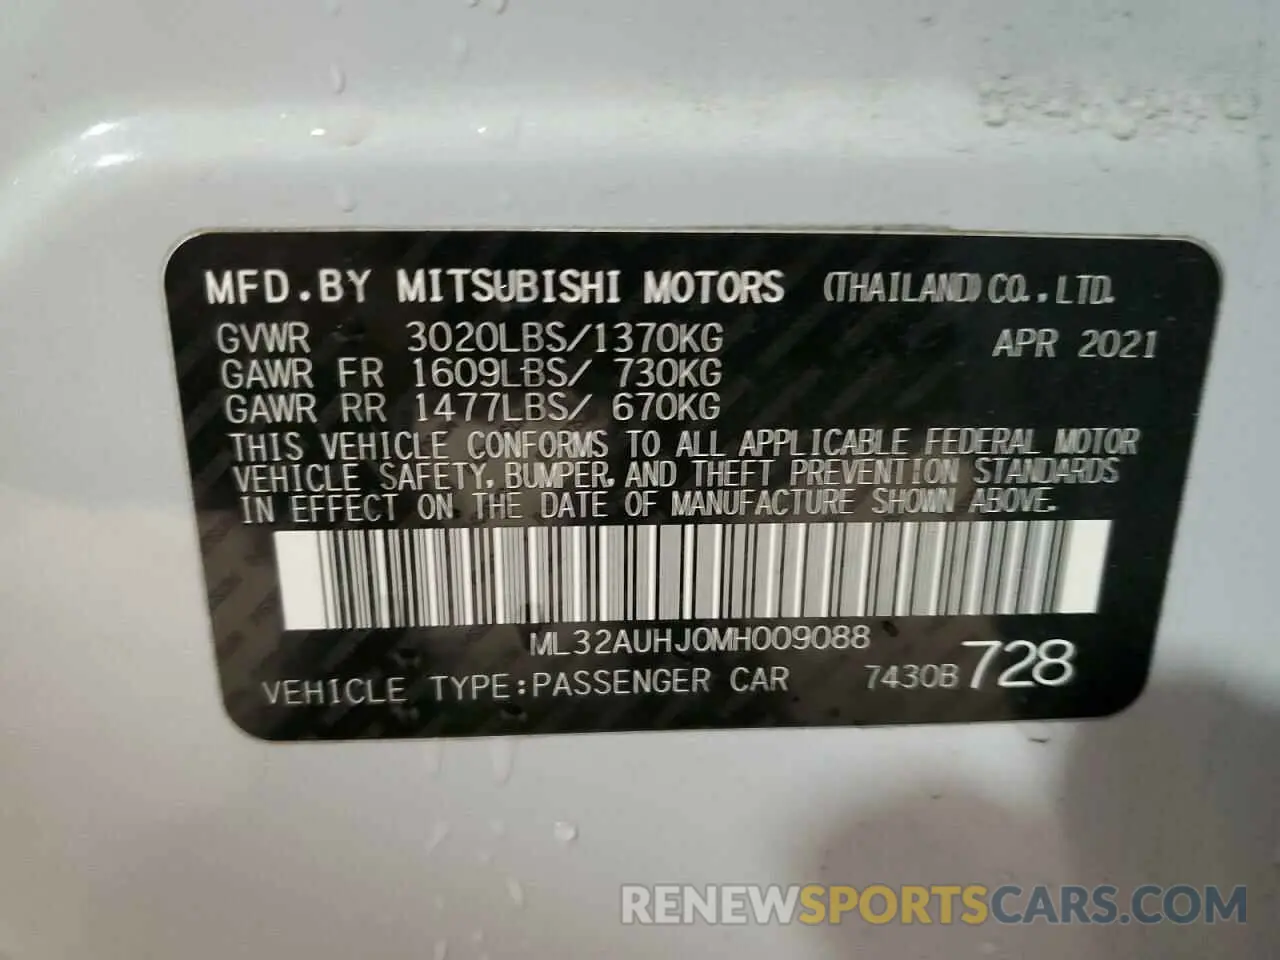 MFD.BY MITSUBISHI MOTORS (THAILAND) CO.,LTD.
GVWR 3020LBS/1370KG APR 2021
GAWR FR 1609LBS/ 730KG
GAWR RR 1477LBS/ 670KG
THIS VEHICLE CONFORMS TO ALL APPLICABLE FEDERAL MOTOR
VEHICLE SAFETY, BUMPER, AND THEFT PREVENTION STANDARDS
IN EFFECT ON THE DATE OF MANUFACTURE SHOWN ABOVE.
ML32AUHJ0MH009088
VEHICLE TYPE:PASSENGER CAR 7430B 728
RENEWSPORTSCARS.COM